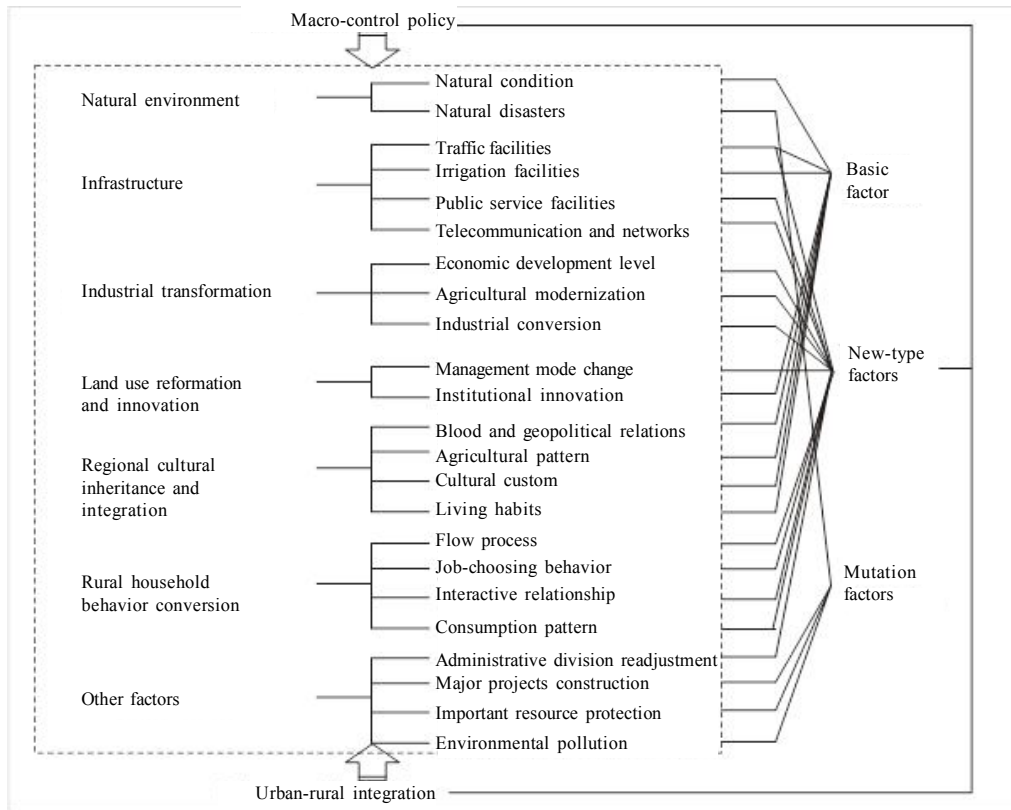 Macro-control policy
Natural environment
Natural condition
Natural disasters
Infrastructure
Traffic facilities
Irrigation facilities
Public service facilities
Telecommunication and networks
Industrial transformation
Economic development level
Agricultural modernization
Industrial conversion
Land use reformation
and innovation
Management mode change
Institutional innovation
Regional cultural
inheritance and
integration
Blood and geopolitical relations
Agricultural pattern
Cultural custom
Living habits
Rural household
behavior conversion
Flow process
Job-choosing behavior
Interactive relationship
Consumption pattern
Other factors
Administrative division readjustment
Major projects construction
Important resource protection
Environmental pollution
Basic
factor
New-type
factors
Mutation
factors
Urban-rural integration